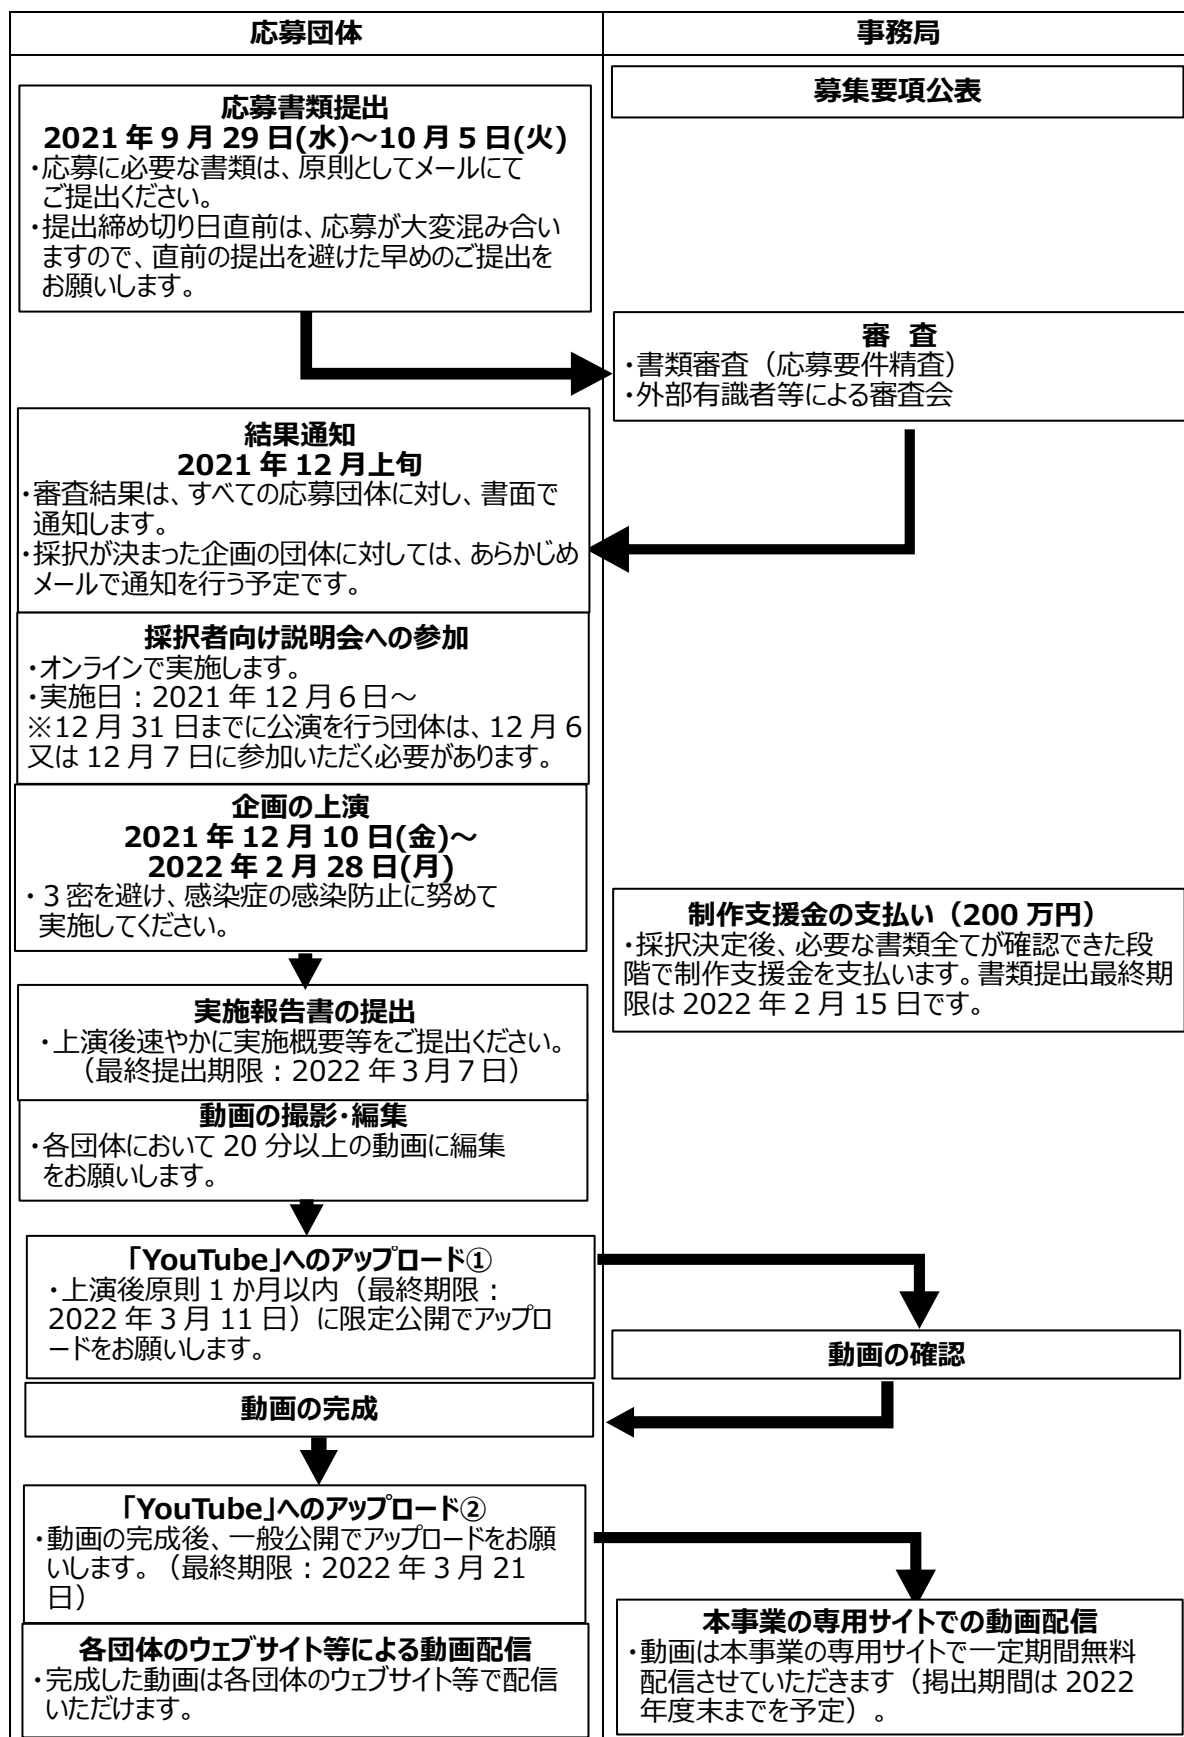 応募団体
事務局
募集要項公表
応募書類提出
2021 年 9 月 29 日(水)～10 月 5 日(火)
・応募に必要な書類は、原則としてメールにて
ご提出ください。
・提出締め切り日直前は、応募が大変混み合い
ますので、直前の提出を避けた早めのご提出を
お願いします。
審 査
・書類審査（応募要件精査）
・外部有識者等による審査会
結果通知
2021 年 12 月上旬
・審査結果は、すべての応募団体に対し、書面で
通知します。
・採択が決まった企画の団体に対しては、あらかじめ
メールで通知を行う予定です。
採択者向け説明会への参加
・オンラインで実施します。
・実施日：2021 年 12 月 6 日～
※12 月 31 日までに公演を行う団体は、12 月 6
又は 12 月 7 日に参加いただく必要があります。
企画の上演
2021 年 12 月 10 日(金)～
2022 年 2 月 28 日(月)
・３密を避け、感染症の感染防止に努めて
実施してください。
制作支援金の支払い（200 万円）
・採択決定後、必要な書類全てが確認できた段
階で制作支援金を支払います。書類提出最終期
限は 2022 年 2 月 15 日です。
実施報告書の提出
・上演後速やかに実施概要等をご提出ください。
（最終提出期限：2022 年 3 月 7 日）
動画の撮影・編集
・各団体において 20 分以上の動画に編集
をお願いします。
「YouTube」へのアップロード①
・上演後原則 1 か月以内（最終期限：
2022 年 3 月 11 日）に限定公開でアップロ
ードをお願いします。
動画の確認
動画の完成
「YouTube」へのアップロード②
・動画の完成後、一般公開でアップロードをお願
いします。（最終期限：2022 年 3 月 21
日）
本事業の専用サイトでの動画配信
・動画は本事業の専用サイトで一定期間無料
配信させていただきます（掲出期間は 2022
年度末までを予定）。
各団体のウェブサイト等による動画配信
・完成した動画は各団体のウェブサイト等で配信
いただけます。